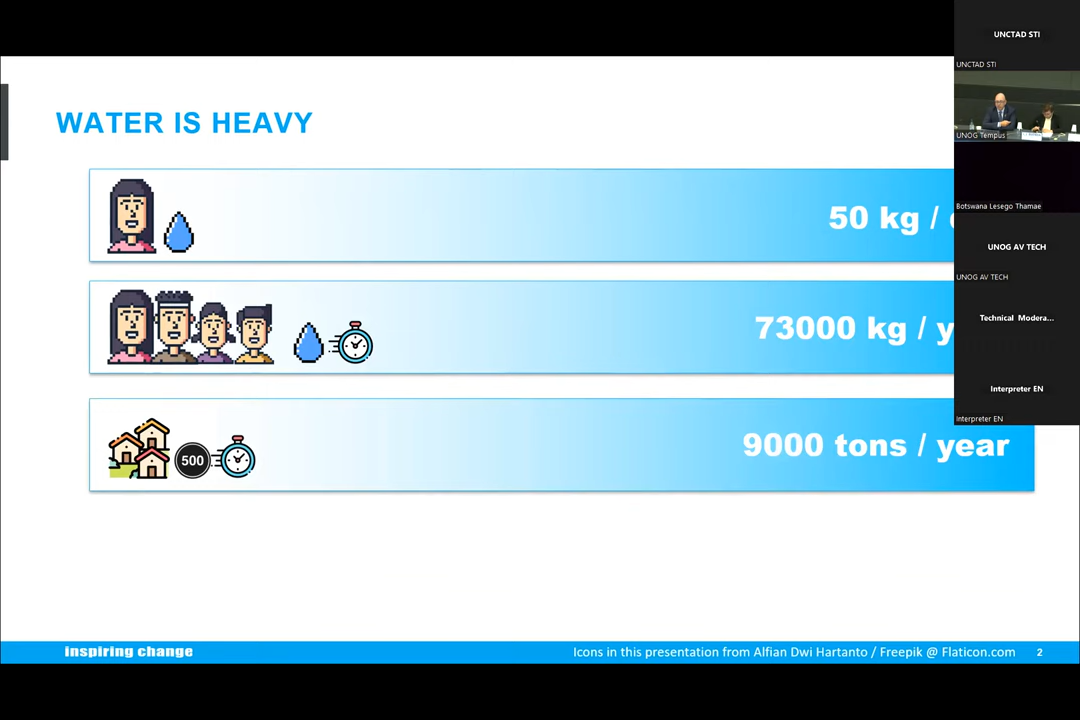 WATER IS HEAVY
50 kg /
73000 kg / y
500
9000 tons / year
inspiring change
Icons in this presentation from Alfian Dwi Hartanto / Freepik @ Flaticon.com
2
UNCTAD STI
UNCTAD STI
UNOG Tempus
Botswana Lesego Thamae
UNOG AV TECH
UNOG AV TECH
Technical Modera...
Interpreter EN
Interpreter EN